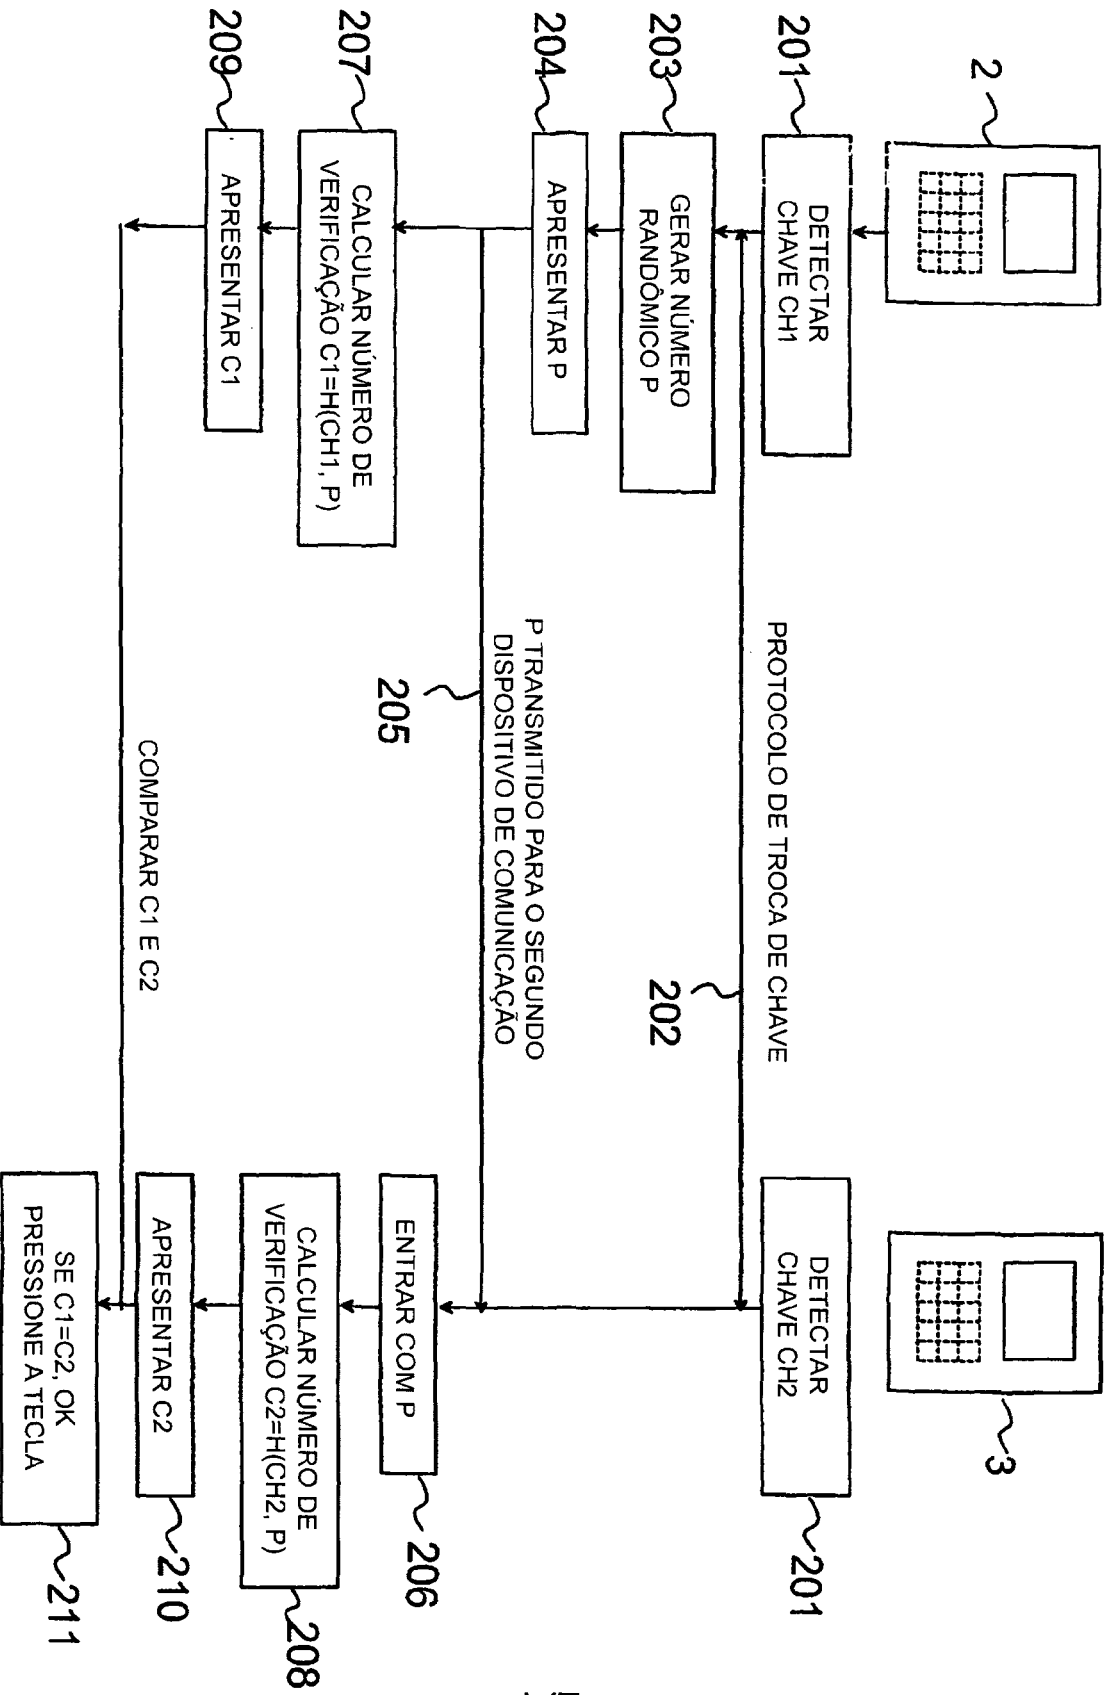 2
3
201
DETECTAR
CHAVE CH1
DETECTAR
CHAVE CH2
201
PROTOCOLO DE TROCA DE CHAVE
202
203
GERAR NÚMERO
RANDÔMICO P
204
APRESENTAR P
P TRANSMITIDO PARA O SEGUNDO
DISPOSITIVO DE COMUNICAÇÃO
205
ENTRAR COM P
206
207
CALCULAR NÚMERO DE
VERIFICAÇÃO C1=H(CH1, P)
CALCULAR NÚMERO DE
VERIFICAÇÃO C2=H(CH2, P)
208
209
APRESENTAR C1
APRESENTAR C2
210
COMPARAR C1 E C2
SE C1=C2, OK
PRESSIONE A TECLA
211